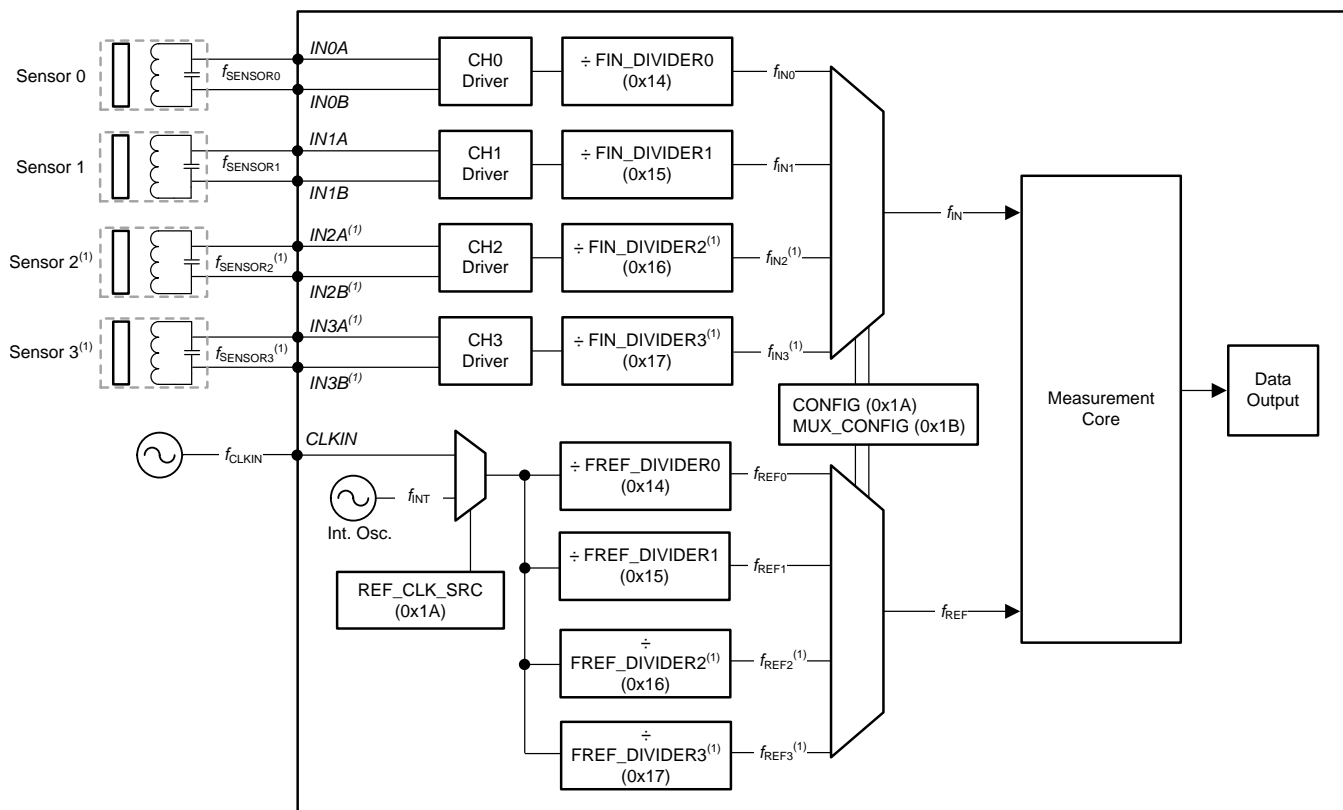 Sensor 0
fSENSOR0
IN0A
IN0B
CH0
Driver
÷ FIN_DIVIDER0
(0x14)
fIN0
Sensor 1
fSENSOR1
IN1A
IN1B
CH1
Driver
÷ FIN_DIVIDER1
(0x15)
fIN1
Sensor 2(1)
fSENSOR2(1)
IN2A(1)
IN2B(1)
CH2
Driver
÷ FIN_DIVIDER2(1)
(0x16)
fIN2(1)
Sensor 3(1)
fSENSOR3(1)
IN3A(1)
IN3B(1)
CH3
Driver
÷ FIN_DIVIDER3(1)
(0x17)
fIN3(1)
fIN
CONFIG (0x1A)
MUX_CONFIG (0x1B)
Measurement
Core
Data
Output
fCLKIN
CLKIN
fINT
Int. Osc.
REF_CLK_SRC
(0x1A)
÷ FREF_DIVIDER0
(0x14)
fREF0
÷ FREF_DIVIDER1
(0x15)
fREF1
÷
FREF_DIVIDER2(1)
(0x16)
fREF2(1)
÷
FREF_DIVIDER3(1)
(0x17)
fREF3(1)
fREF